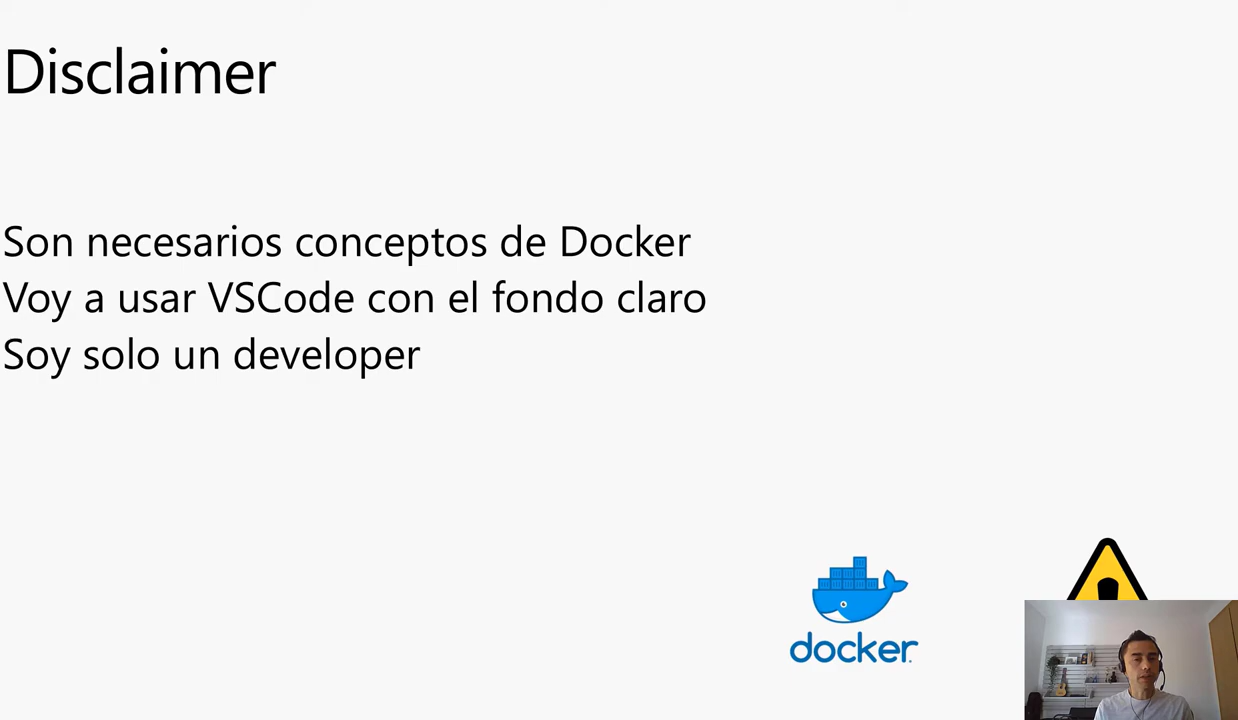 Disclaimer
Son necesarios conceptos de Docker
Voy a usar VSCode con el fondo claro
Soy solo un developer
docker